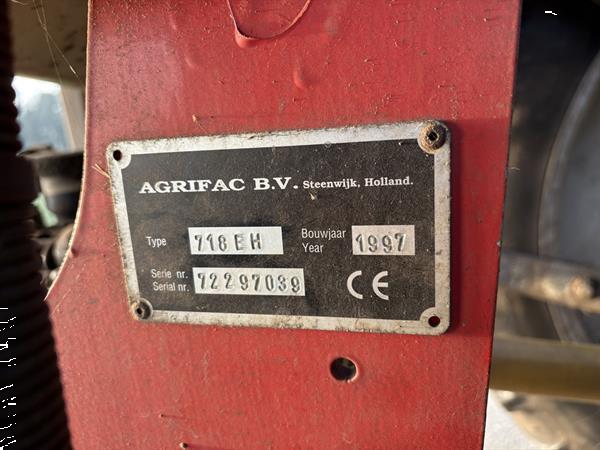 AGRIFAC B.V. Steenwijk, Holland.
Type 718 EH Bouwjaar Year 1997
Serie nr. Serial nr. 72297039 CE